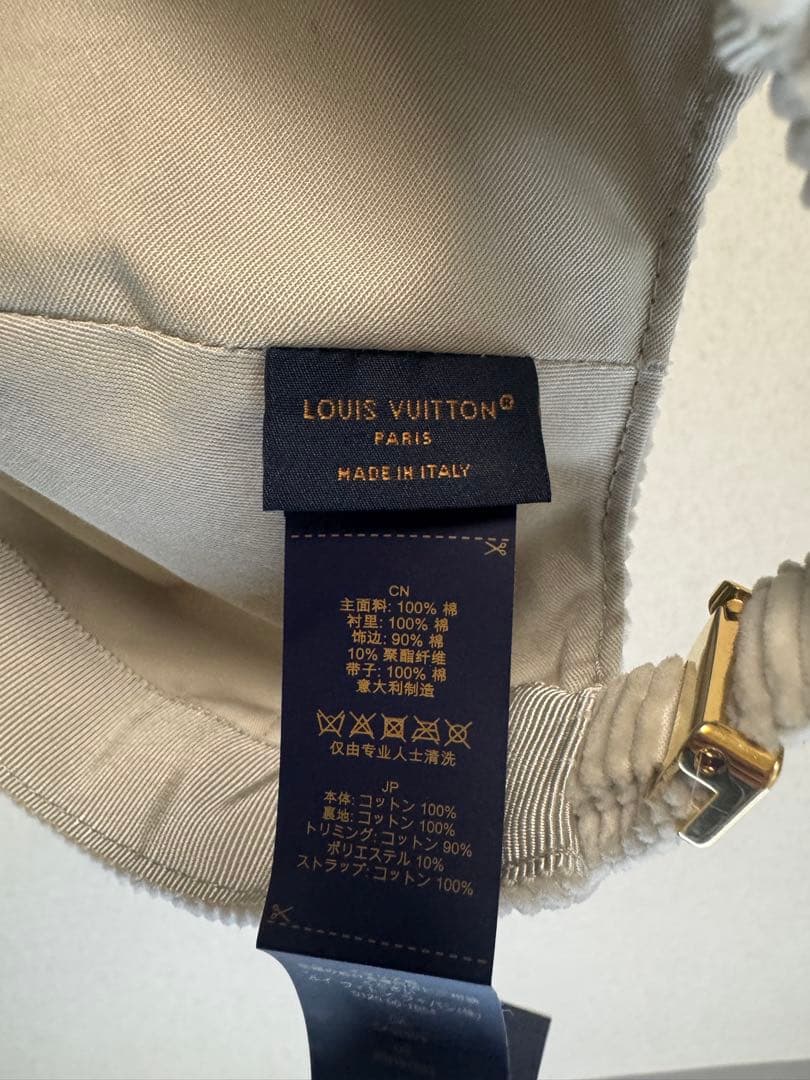 LOUIS VUITTON®
PARIS
MADE IN ITALY
CN
主面料: 100% 棉
衬里: 100% 棉
饰边: 90% 棉
10% 聚酯纤维
带子: 100% 棉
意大利制造
仅由专业人士清洗
JP
本体: コットン 100%
裏地: コットン 100%
トリミング: コットン 90%
ポリエステル 10%
ストラップ: コットン 100%